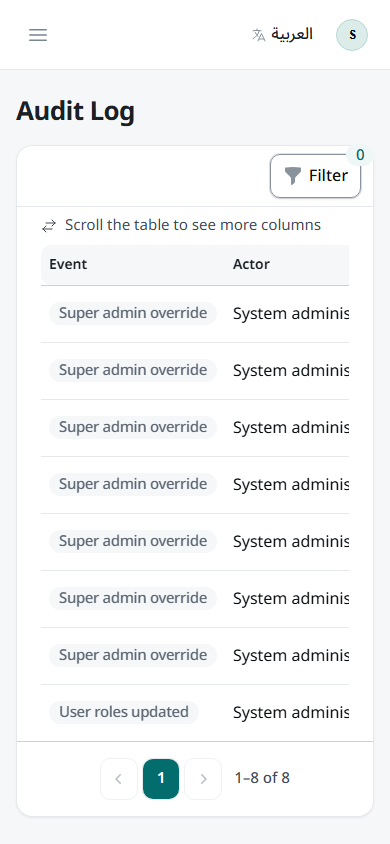 العربية
S
Audit Log
0
Filter
Scroll the table to see more columns
Event Actor
Super admin override System adminis
Super admin override System adminis
Super admin override System adminis
Super admin override System adminis
Super admin override System adminis
Super admin override System adminis
Super admin override System adminis
User roles updated System adminis
1 1–8 of 8